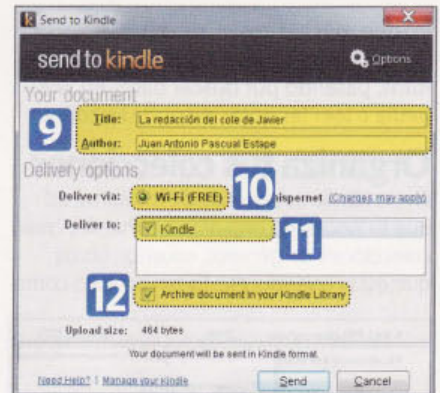 Send to Kindle
send to kindle Options
Your document
9 Title: La redacción del cole de Javier
Author: Juan Antonio Pascual Estapé
Delivery options
Deliver via: Wi-Fi (FREE) 10 hispernet (Charges may apply)
Deliver to: Kindle 11
12 Archive document in your Kindle Library
Upload size: 464 bytes
Your document will be sent in Kindle format.
Need Help? | Manage your Kindle Send Cancel